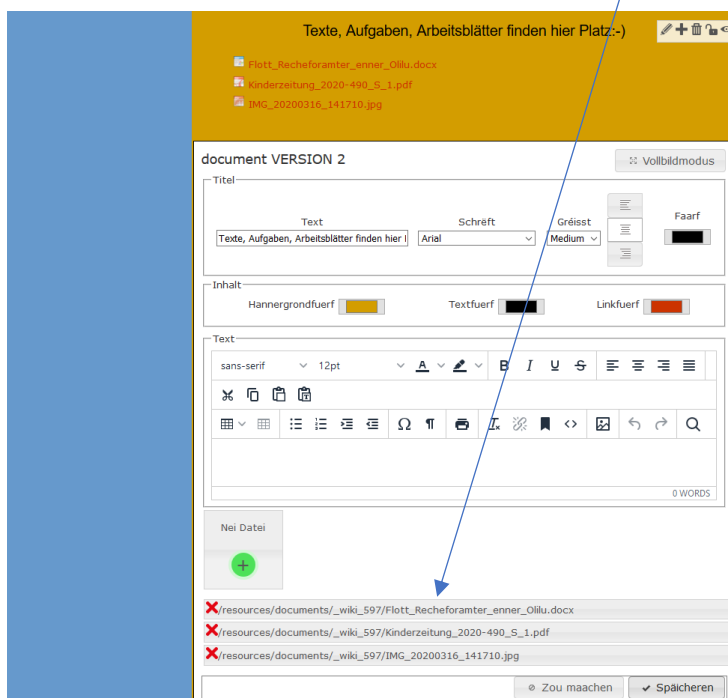 Texte, Aufgaben, Arbeitsblätter finden hier Platz:-)
Flott_Recheforamter_enner_Olilu.docx
Kinderzeitung_2020-490_S_1.pdf
IMG_20200316_141710.jpg
document VERSION 2
Vollbildmodus
Titel
Text Schrëft Gréisst Faarf
Texte, Aufgaben, Arbeitsblätter finden hier Arial Medium
Inhalt
Hannergrondfuerf Textfuerf Linkfuerf
Text
sans-serif 12pt A B I U S
Ω ¶ Ix <>
0 WORDS
Nei Datei
/resources/documents/_wiki_597/Flott_Recheforamter_enner_Olilu.docx
/resources/documents/_wiki_597/Kinderzeitung_2020-490_S_1.pdf
/resources/documents/_wiki_597/IMG_20200316_141710.jpg
Zou maachen Späicheren